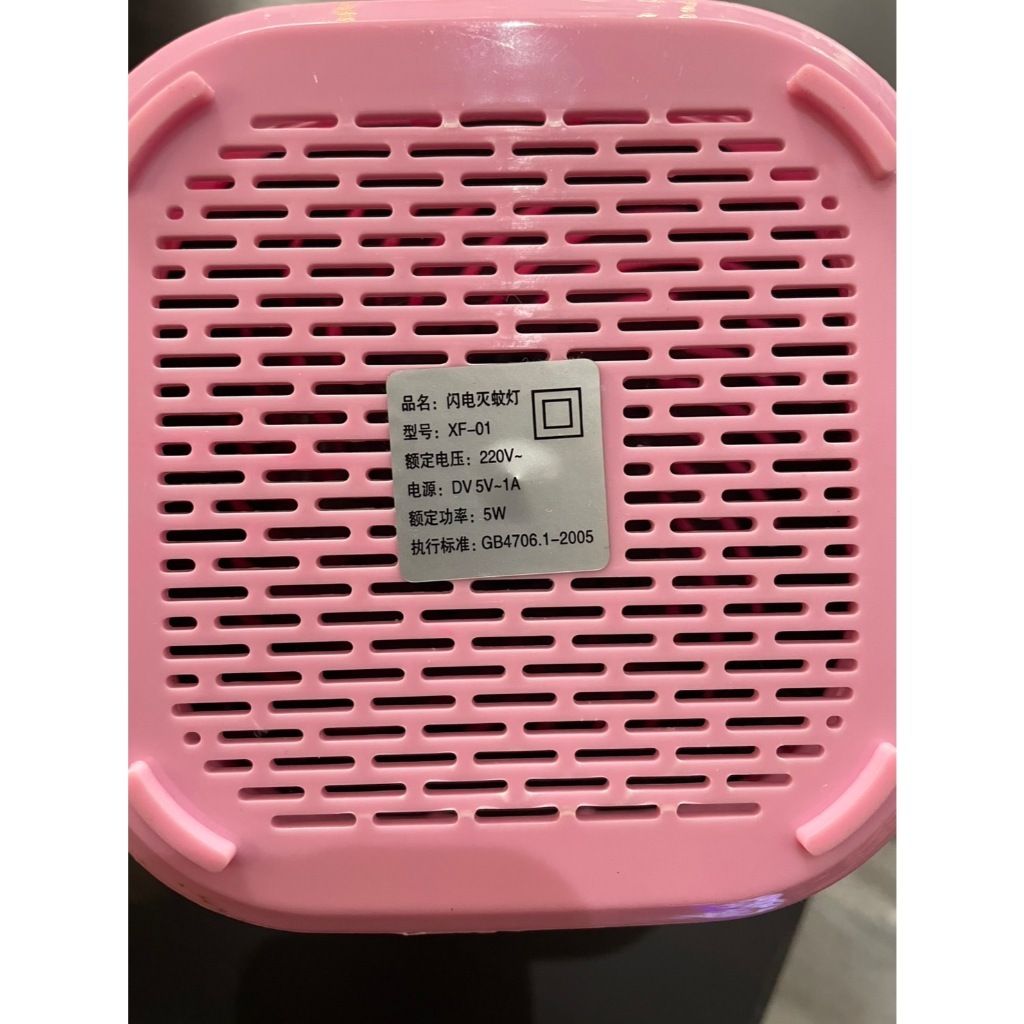 品名：闪电灭蚊灯
型号：XF-01
额定电压：220V~
电源：DV 5V~1A
额定功率：5W
执行标准：GB4706.1-2005